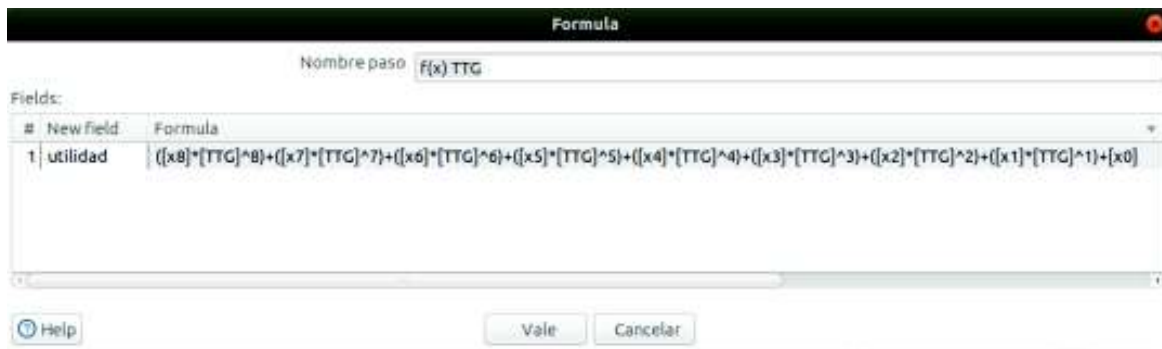 Formula
Nombre paso f(x) TTG
Fields:
# New field Formula
1 utilidad ([x8]*[TTG]^8)+([x7]*[TTG]^7)+([x6]*[TTG]^6)+([x5]*[TTG]^5)+([x4]*[TTG]^4)+([x3]*[TTG]^3)+([x2]*[TTG]^2)+([x1]*[TTG]^1)+[x0]
Help Vale Cancelar